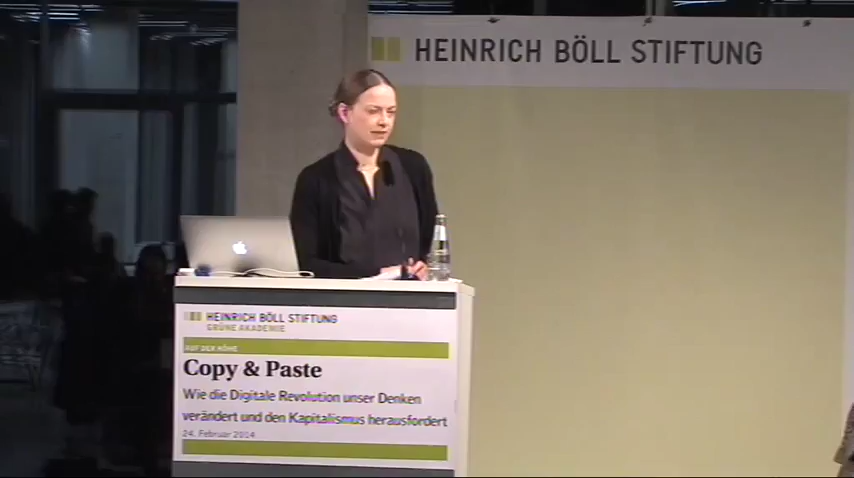 HEINRICH BÖLL STIFTUNG
HEINRICH BÖLL STIFTUNG
GRÜNE AKADEMIE
AUF DER HÖHE
Copy & Paste
Wie die Digitale Revolution unser Denken
verändert und den Kapitalismus herausfordert
24. Februar 2014